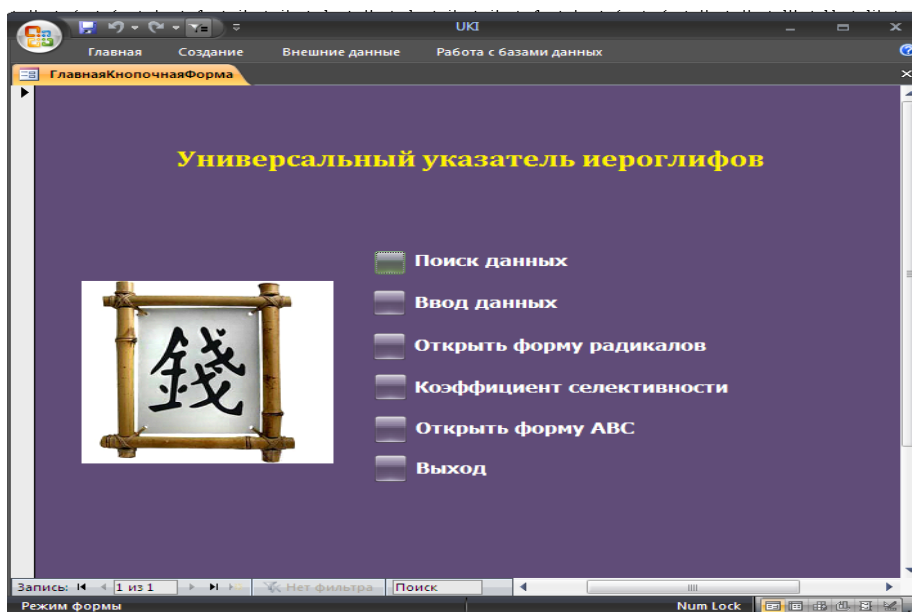 UKI
Главная Создание Внешние данные Работа с базами данных
ГлавнаяКнопочнаяФорма
Универсальный указатель иероглифов
Поиск данных
Ввод данных
Открыть форму радикалов
錢
Коэффициент селективности
Открыть форму АВС
Выход
Запись: 1 из 1 Нет фильтра Поиск
Режим формы Num Lock